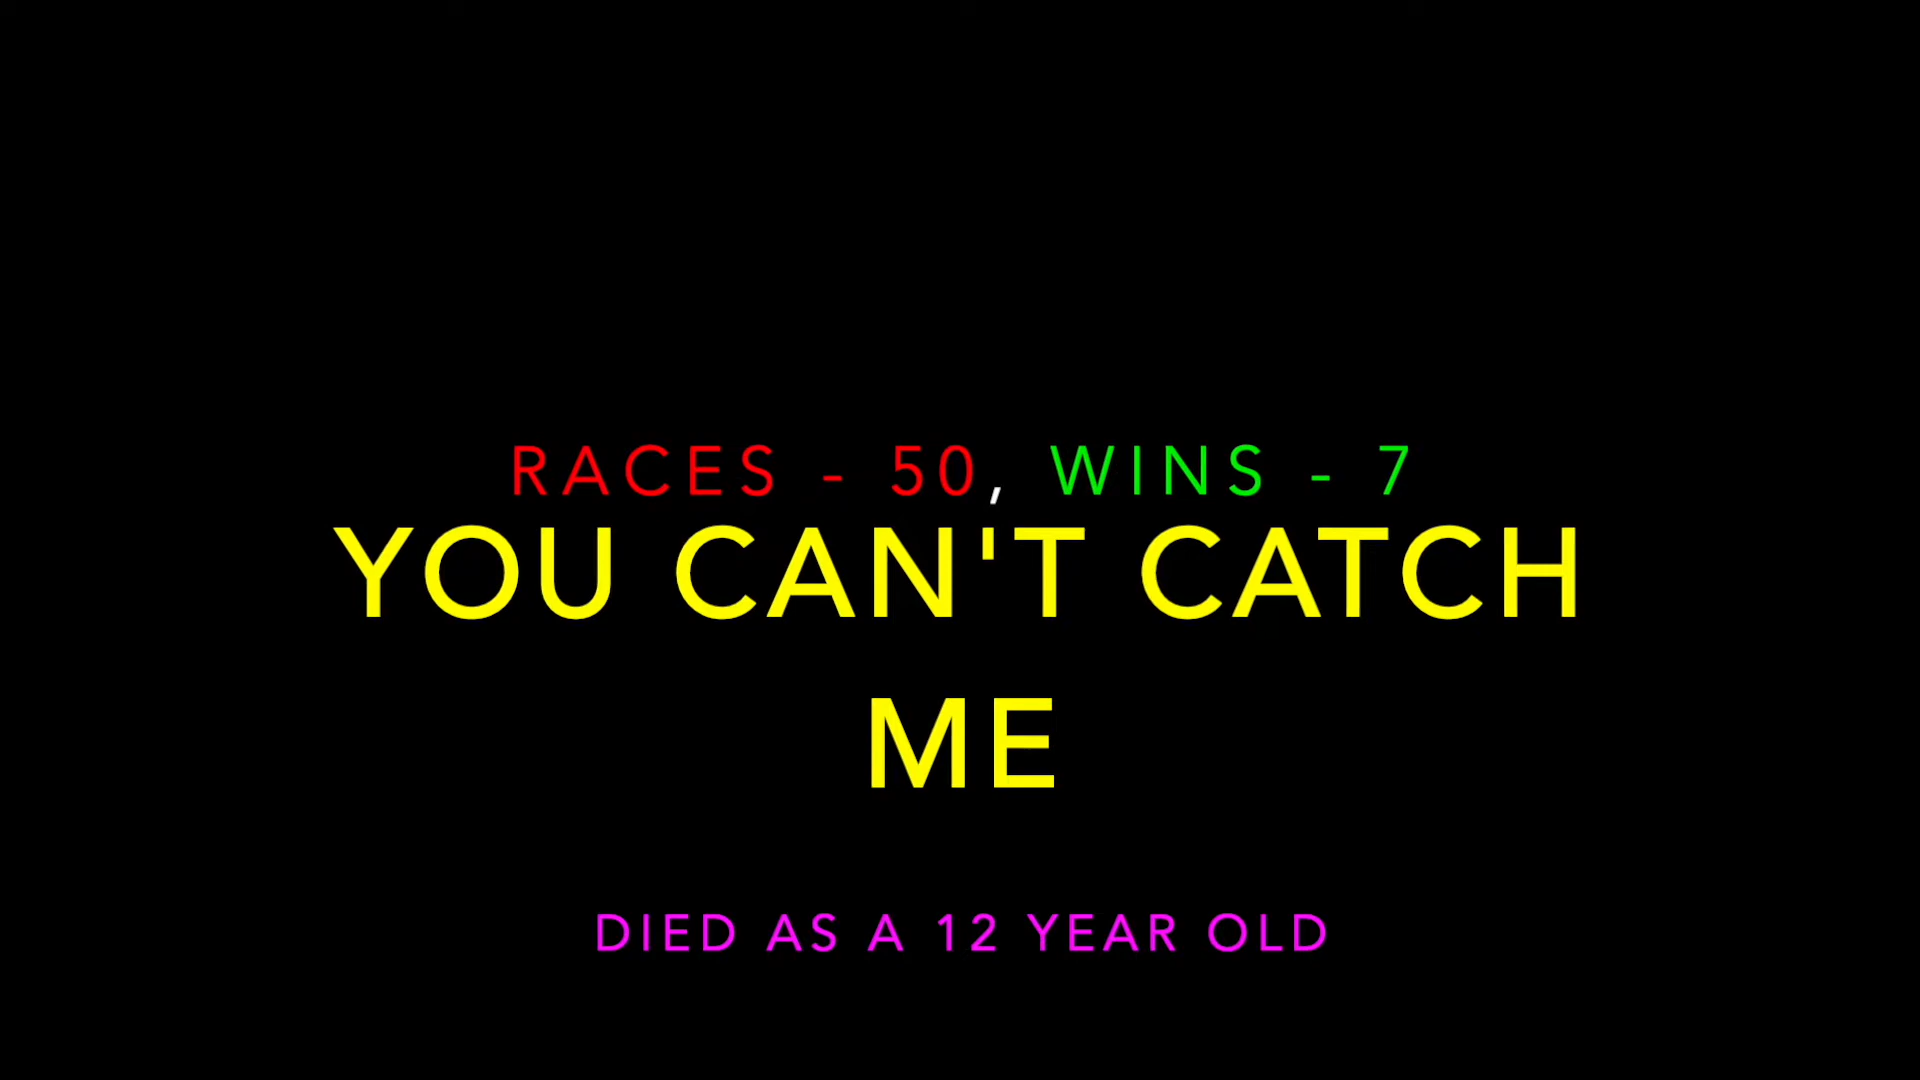 RACES - 50, WINS - 7
YOU CAN'T CATCH
ME
DIED AS A 12 YEAR OLD